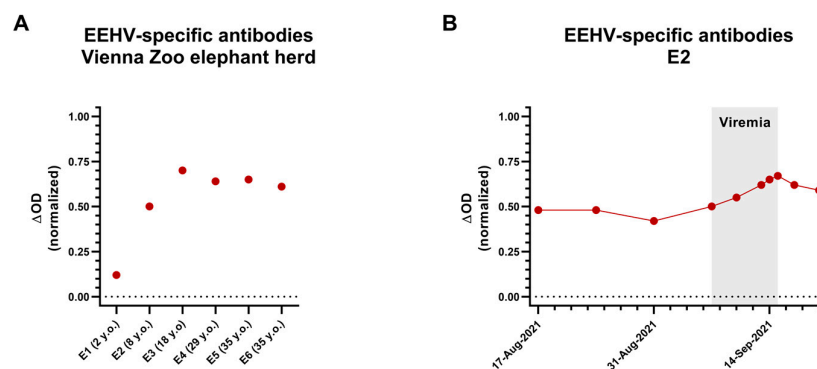 A
EEHV-specific antibodies
Vienna Zoo elephant herd
1.00
0.75
0.50
0.25
0.00
ΔOD
(normalized)
E1 (2 y.o.)
E2 (8 y.o.)
E3 (18 y.o)
E4 (29 y.o.)
E5 (35 y.o.)
E6 (35 y.o.)
B
EEHV-specific antibodies
E2
Viremia
1.00
0.75
0.50
0.25
0.00
ΔOD
(normalized)
17-Aug-2021
31-Aug-2021
14-Sep-2021